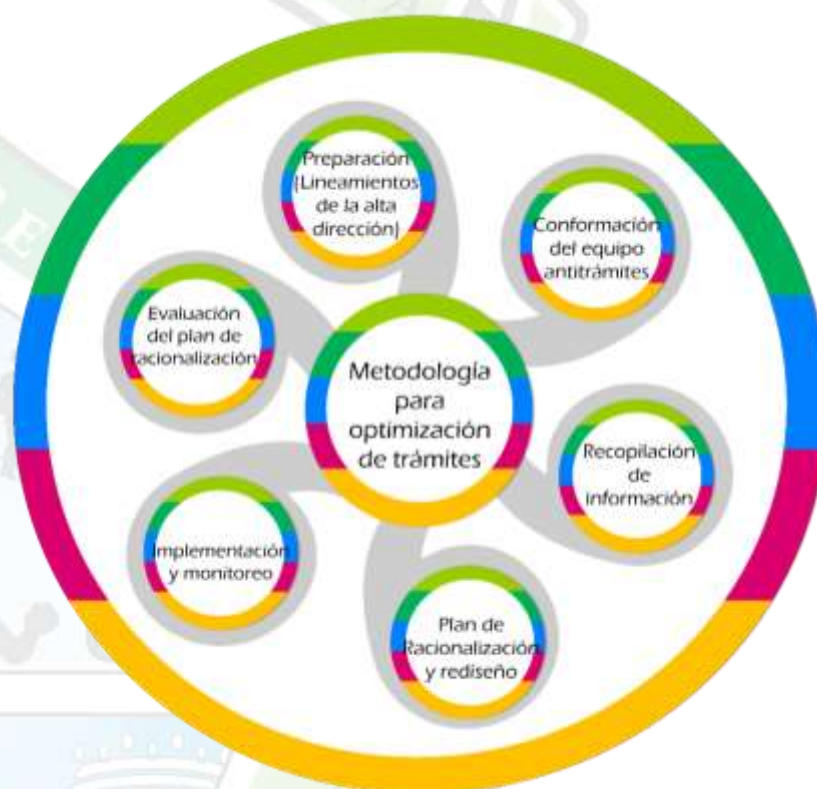 Preparación
(Lineamientos
de la alta
dirección)
Conformación
del equipo
antitrámites
Recopilación
de
información
Plan de
Racionalización
y rediseño
Implementación
y monitoreo
Evaluación
del plan de
racionalización
Metodología
para
optimización
de trámites